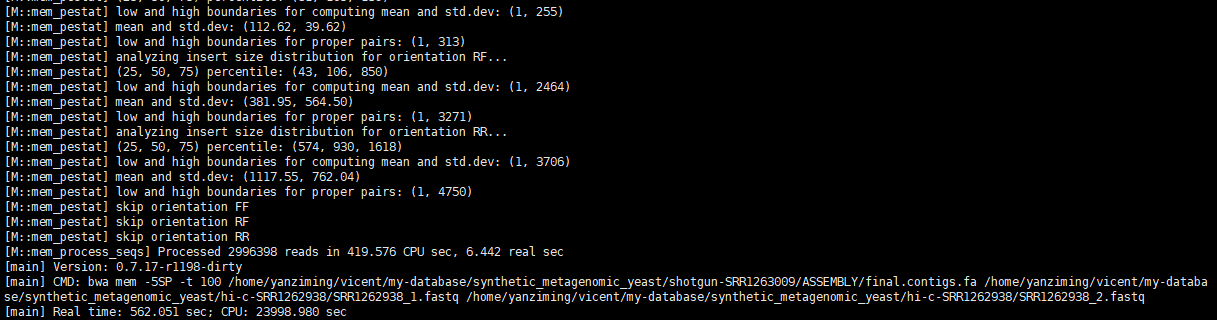 [M::mem_pestat] low and high boundaries for computing mean and std.dev: (1, 255)
[M::mem_pestat] mean and std.dev: (112.62, 39.62)
[M::mem_pestat] low and high boundaries for proper pairs: (1, 313)
[M::mem_pestat] analyzing insert size distribution for orientation RF...
[M::mem_pestat] (25, 50, 75) percentile: (43, 106, 850)
[M::mem_pestat] low and high boundaries for computing mean and std.dev: (1, 2464)
[M::mem_pestat] mean and std.dev: (381.95, 564.50)
[M::mem_pestat] low and high boundaries for proper pairs: (1, 3271)
[M::mem_pestat] analyzing insert size distribution for orientation RR...
[M::mem_pestat] (25, 50, 75) percentile: (574, 930, 1618)
[M::mem_pestat] low and high boundaries for computing mean and std.dev: (1, 3706)
[M::mem_pestat] mean and std.dev: (1117.55, 762.04)
[M::mem_pestat] low and high boundaries for proper pairs: (1, 4750)
[M::mem_pestat] skip orientation FF
[M::mem_pestat] skip orientation RF
[M::mem_pestat] skip orientation RR
[M::mem_process_seqs] Processed 2996398 reads in 419.576 CPU sec, 6.442 real sec
[main] Version: 0.7.17-r1198-dirty
[main] CMD: bwa mem -5SP -t 100 /home/yanziming/vicent/my-database/synthetic_metagenomic_yeast/shotgun-SRR1263009/ASSEMBLY/final.contigs.fa /home/yanziming/vicent/my-databa
se/synthetic_metagenomic_yeast/hi-c-SRR1262938/SRR1262938_1.fastq /home/yanziming/vicent/my-database/synthetic_metagenomic_yeast/hi-c-SRR1262938/SRR1262938_2.fastq
[main] Real time: 562.051 sec; CPU: 23998.980 sec